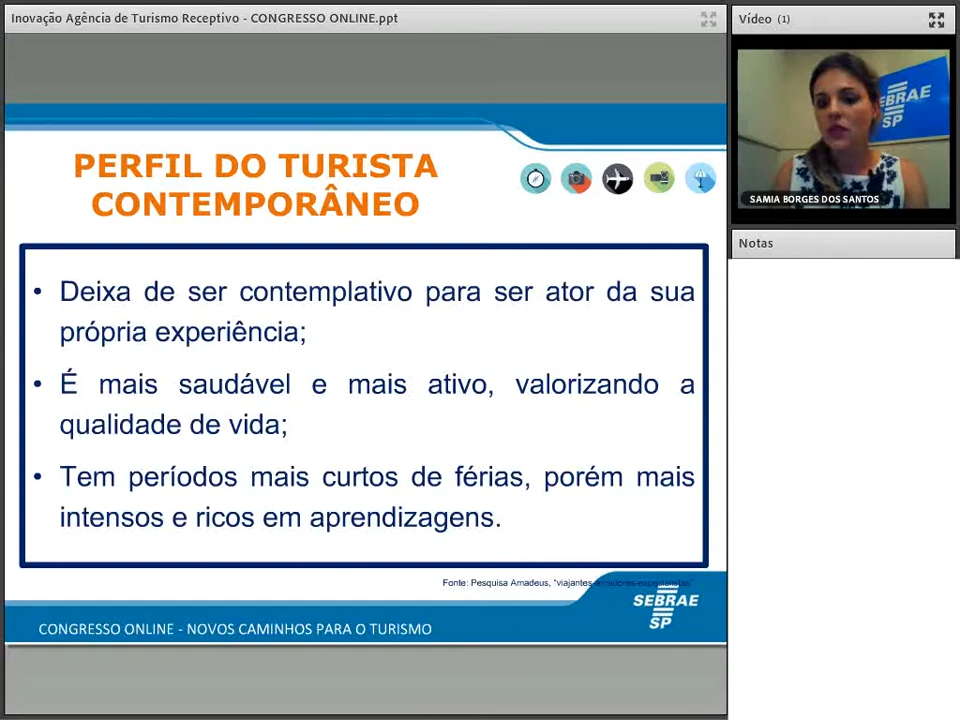 Inovação Agência de Turismo Receptivo - CONGRESSO ONLINE.ppt
Vídeo (1)
SEBRAE
SP
SAMIA BORGES DOS SANTOS
Notas
PERFIL DO TURISTA
CONTEMPORÂNEO
• Deixa de ser contemplativo para ser ator da sua
própria experiência;
• É mais saudável e mais ativo, valorizando a
qualidade de vida;
• Tem períodos mais curtos de férias, porém mais
intensos e ricos em aprendizagens.
Fonte: Pesquisa Amadeus, "viajantes-amadores-especialistas"
SEBRAE
SP
CONGRESSO ONLINE - NOVOS CAMINHOS PARA O TURISMO